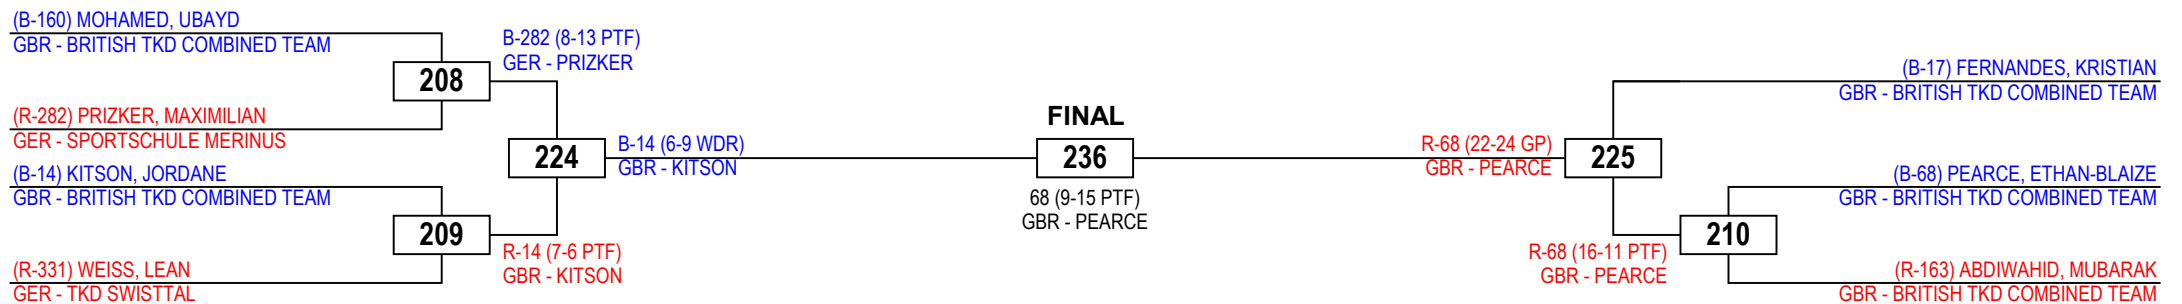 (B-160) MOHAMED, UBAYD
GBR - BRITISH TKD COMBINED TEAM
208
(R-282) PRIZKER, MAXIMILIAN
GER - SPORTSCHULE MERINUS
B-282 (8-13 PTF)
GER - PRIZKER
(B-14) KITSON, JORDANE
GBR - BRITISH TKD COMBINED TEAM
209
(R-331) WEISS, LEAN
GER - TKD SWISTTAL
R-14 (7-6 PTF)
GBR - KITSON
224
B-14 (6-9 WDR)
GBR - KITSON
FINAL
236
68 (9-15 PTF)
GBR - PEARCE
R-68 (22-24 GP)
GBR - PEARCE
225
(B-17) FERNANDES, KRISTIAN
GBR - BRITISH TKD COMBINED TEAM
(B-68) PEARCE, ETHAN-BLAIZE
GBR - BRITISH TKD COMBINED TEAM
210
R-68 (16-11 PTF)
GBR - PEARCE
(R-163) ABDIWAHID, MUBARAK
GBR - BRITISH TKD COMBINED TEAM